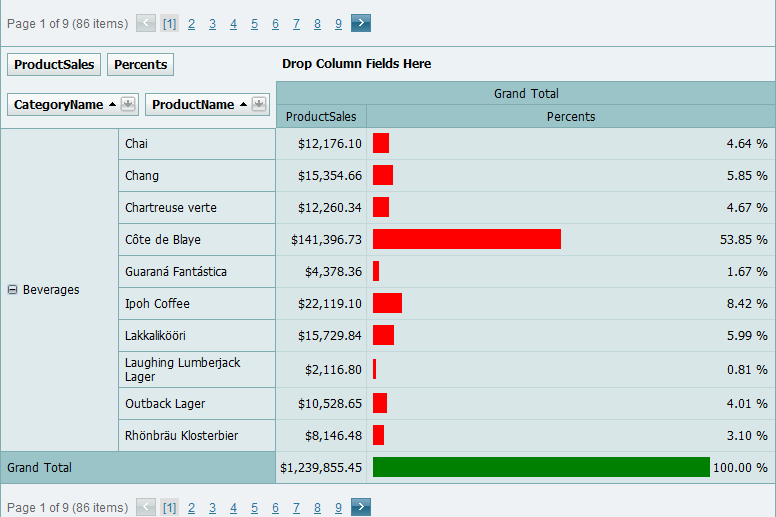 Page 1 of 9 (86 items) [1] 2 3 4 5 6 7 8 9
ProductSales Percents Drop Column Fields Here
CategoryName ProductName Grand Total
ProductSales Percents
Beverages
Chai $12,176.10 4.64 %
Chang $15,354.66 5.85 %
Chartreuse verte $12,260.34 4.67 %
Côte de Blaye $141,396.73 53.85 %
Guaraná Fantástica $4,378.36 1.67 %
Ipoh Coffee $22,119.10 8.42 %
Lakkalikööri $15,729.84 5.99 %
Laughing Lumberjack
Lager $2,116.80 0.81 %
Outback Lager $10,528.65 4.01 %
Rhönbräu Klosterbier $8,146.48 3.10 %
Grand Total $1,239,855.45 100.00 %
Page 1 of 9 (86 items) [1] 2 3 4 5 6 7 8 9